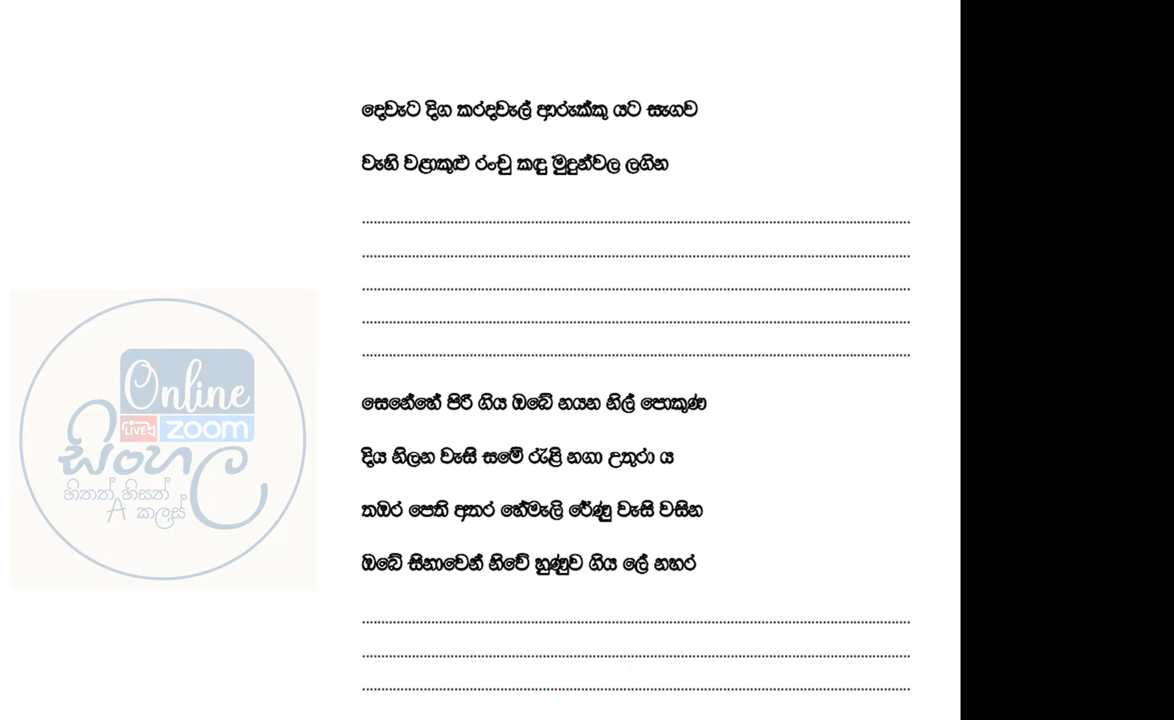 දෙවැට දිග කරදවැල් ආරුක්කු යට සැගව
වැහි වළාකුළු රංචු කඳු මුදුන්වල ලගින
සෙනේහේ පිරී ගිය ඔබේ නයන නිල් පොකුණ
දිය නිලන වැසි සමේ රැළි නගා උතුරා ය
තඹර පෙති අතර හේමැලි රේණු වැසි වසින
ඔබේ සිනාවෙන් නිවේ හුණුව ගිය ලේ නහර
Online
LIVE zoom
සිංහල
හිතත් හිසත්
A කලස්